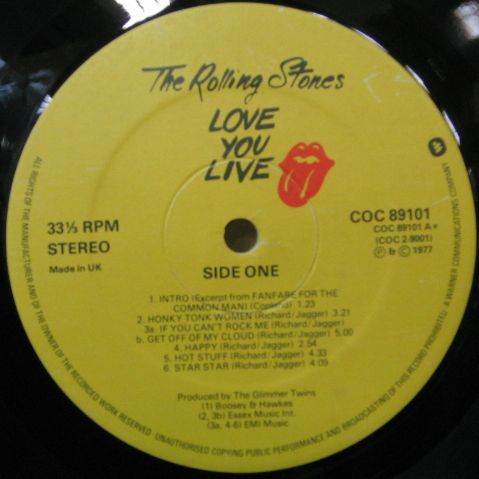 The Rolling Stones
LOVE
YOU
LIVE
33⅓ RPM
STEREO
Made in UK
COC 89101
COC 89101 A×
(COC 2-9001)
Ⓟ & © 1977
SIDE ONE
1. INTRO (Excerpt from FANFARE FOR THE
COMMON MAN) (Copland) 1.23
2. HONKY TONK WOMEN (Richard/Jagger) 3.21
3a. IF YOU CAN'T ROCK ME (Richard/Jagger)
b. GET OFF OF MY CLOUD (Richard/Jagger) 5.00
4. HAPPY (Richard/Jagger) 2.54
5. HOT STUFF (Richard/Jagger) 4.33
6. STAR STAR (Richard/Jagger) 4.09
Produced by The Glimmer Twins
(1) Boosey & Hawkes
(2, 3b) Essex Music Int.
(3a, 4-6) EMI Music.
ALL RIGHTS OF THE MANUFACTURER AND OF THE OWNER OF THE RECORDED WORK RESERVED UNAUTHORISED COPYING PUBLIC PERFORMANCE AND BROADCASTING OF THIS RECORD PROHIBITED
A WARNER COMMUNICATIONS COMPANY